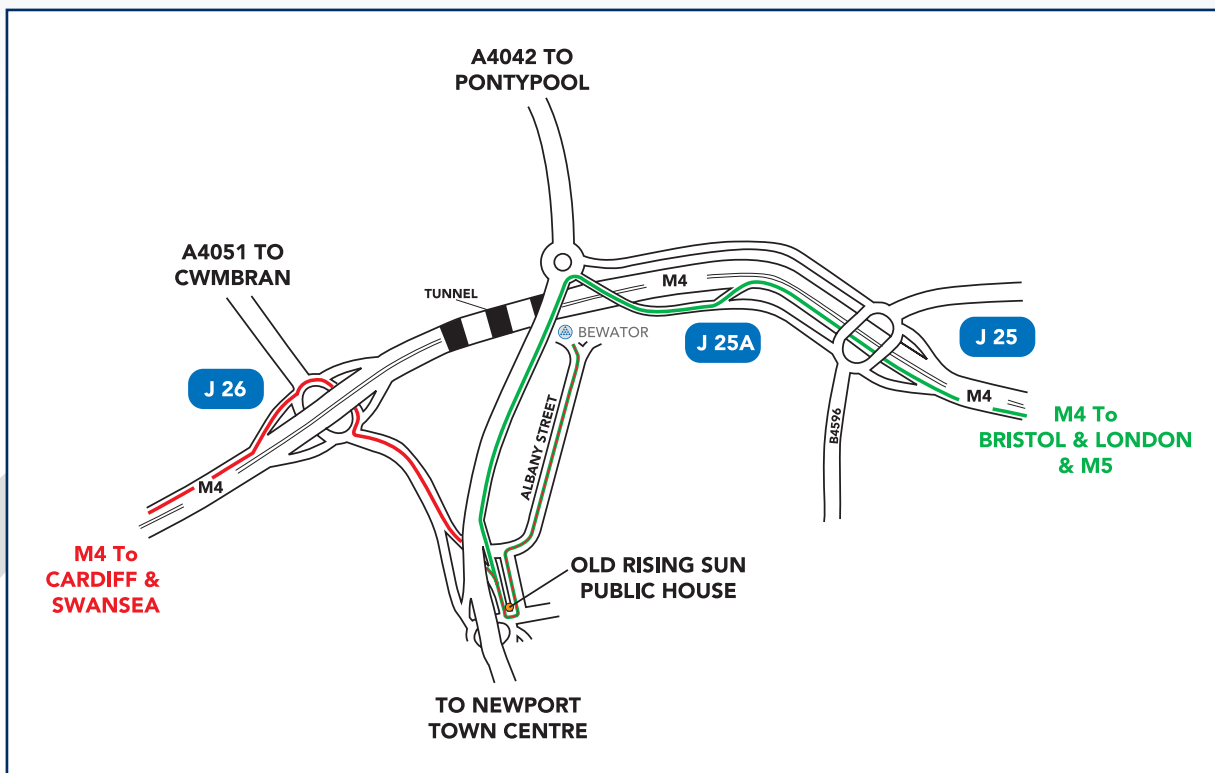 A4042 TO
PONTYPOOL
A4051 TO
CWMBRAN
TUNNEL
M4
BEWATOR
J 25A
J 25
J 26
M4
M4 To
BRISTOL & LONDON
& M5
ALBANY STREET
B4596
M4
M4 To
CARDIFF &
SWANSEA
OLD RISING SUN
PUBLIC HOUSE
TO NEWPORT
TOWN CENTRE